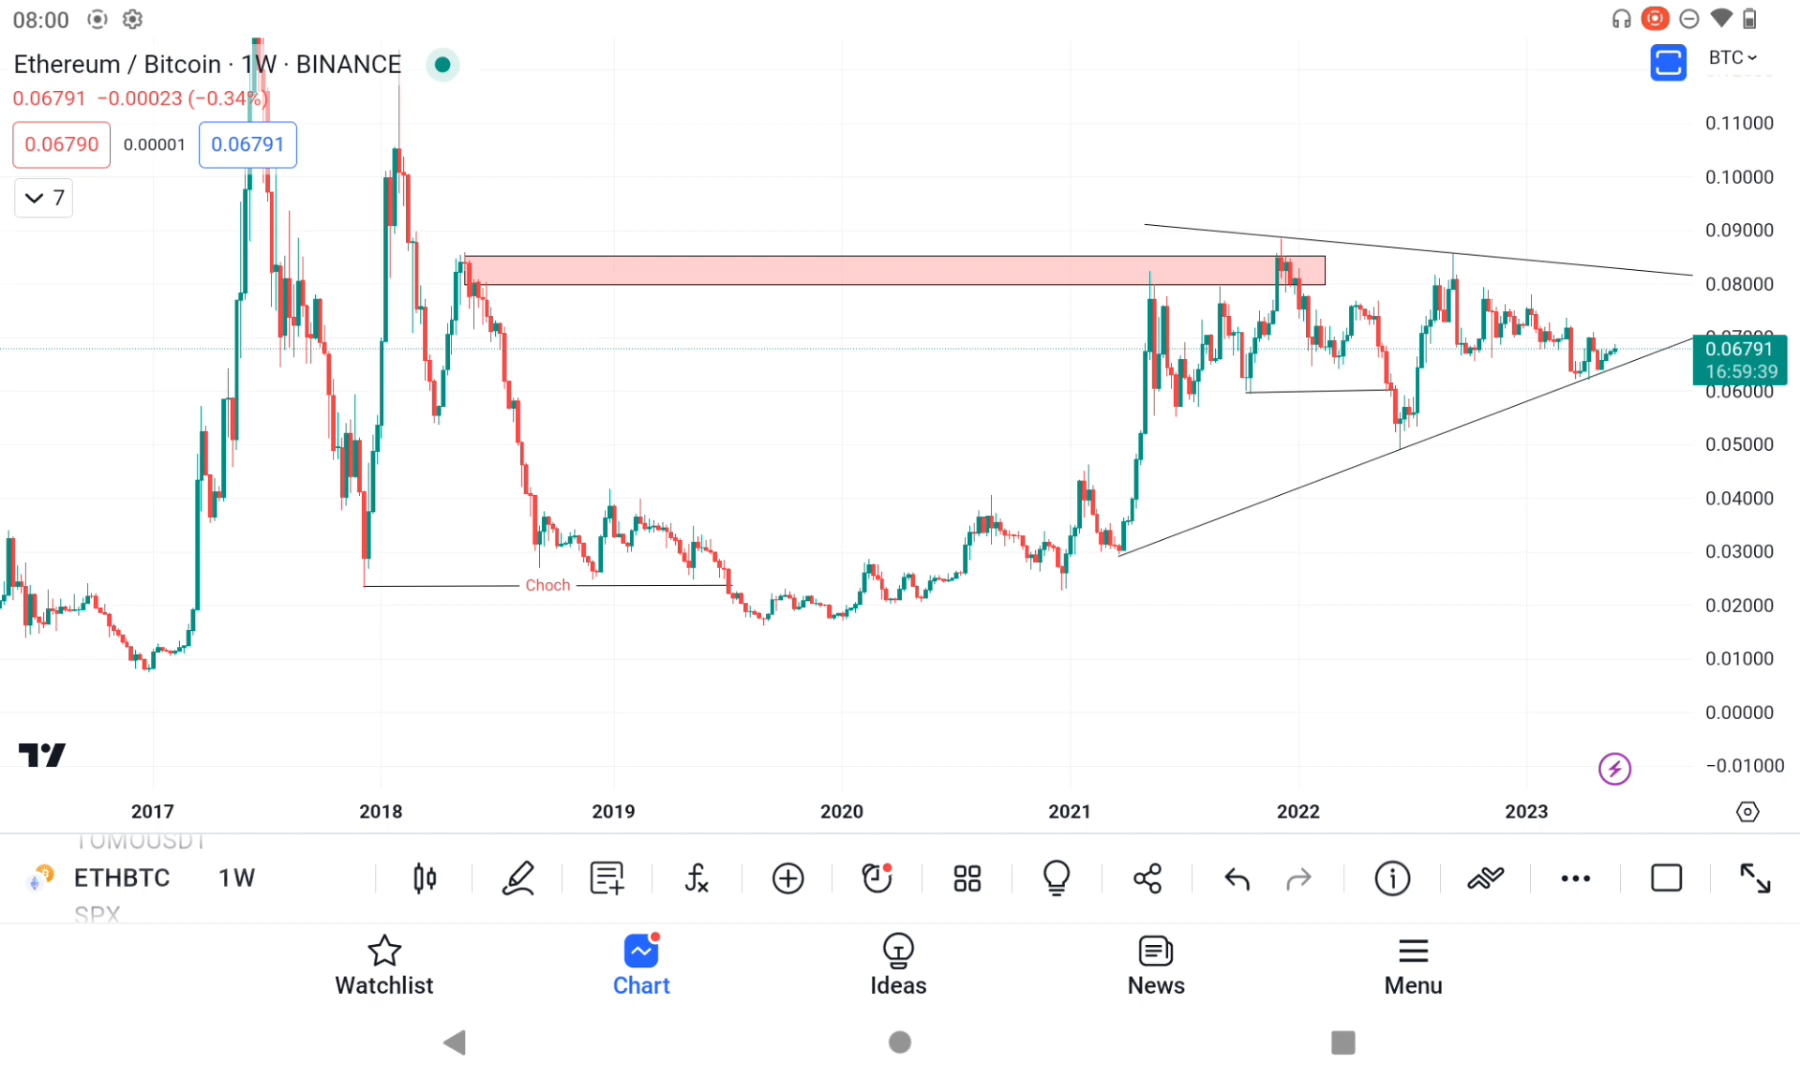 08:00
Ethereum / Bitcoin · 1W · BINANCE
BTC
0.06791 −0.00023 (−0.34%)
0.06790 0.00001 0.06791
7
0.11000
0.10000
0.09000
0.08000
0.07000
0.06791
16:59:39
0.06000
0.05000
0.04000
0.03000
Choch
0.02000
0.01000
0.00000
−0.01000
2017 2018 2019 2020 2021 2022 2023
TOMOUSDT
ETHBTC 1W
SPX
Watchlist Chart Ideas News Menu